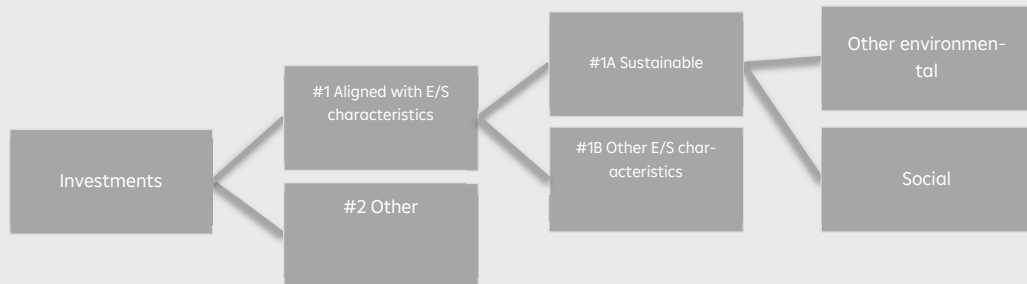 Investments
#1 Aligned with E/S
characteristics
#2 Other
#1A Sustainable
#1B Other E/S char-
acteristics
Other environmen-
tal
Social